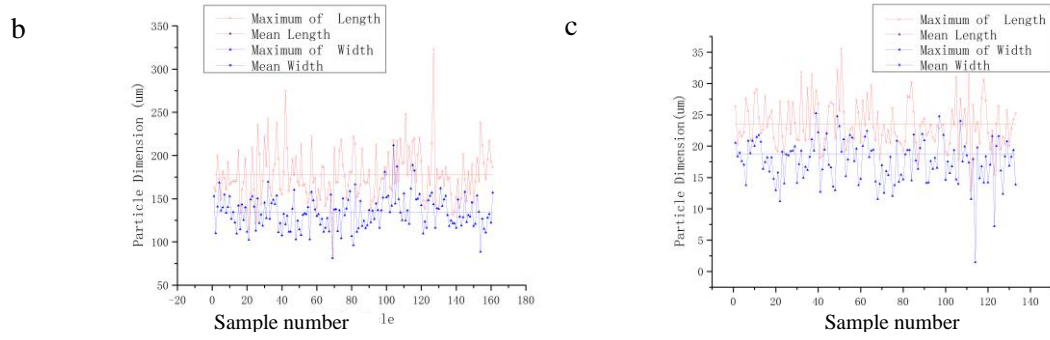 b
Maximum of Length
Mean Length
Maximum of Width
Mean Width
350
300
250
200
150
100
50
Particle Dimension (um)
-20 0 20 40 60 80 100 120 140 160 180
Sample number le
c
Maximum of Length
Mean Length
Maximum of Width
Mean Width
35
30
25
20
15
10
5
0
Particle Dimension(um)
0 20 40 60 80 100 120 140
Sample number